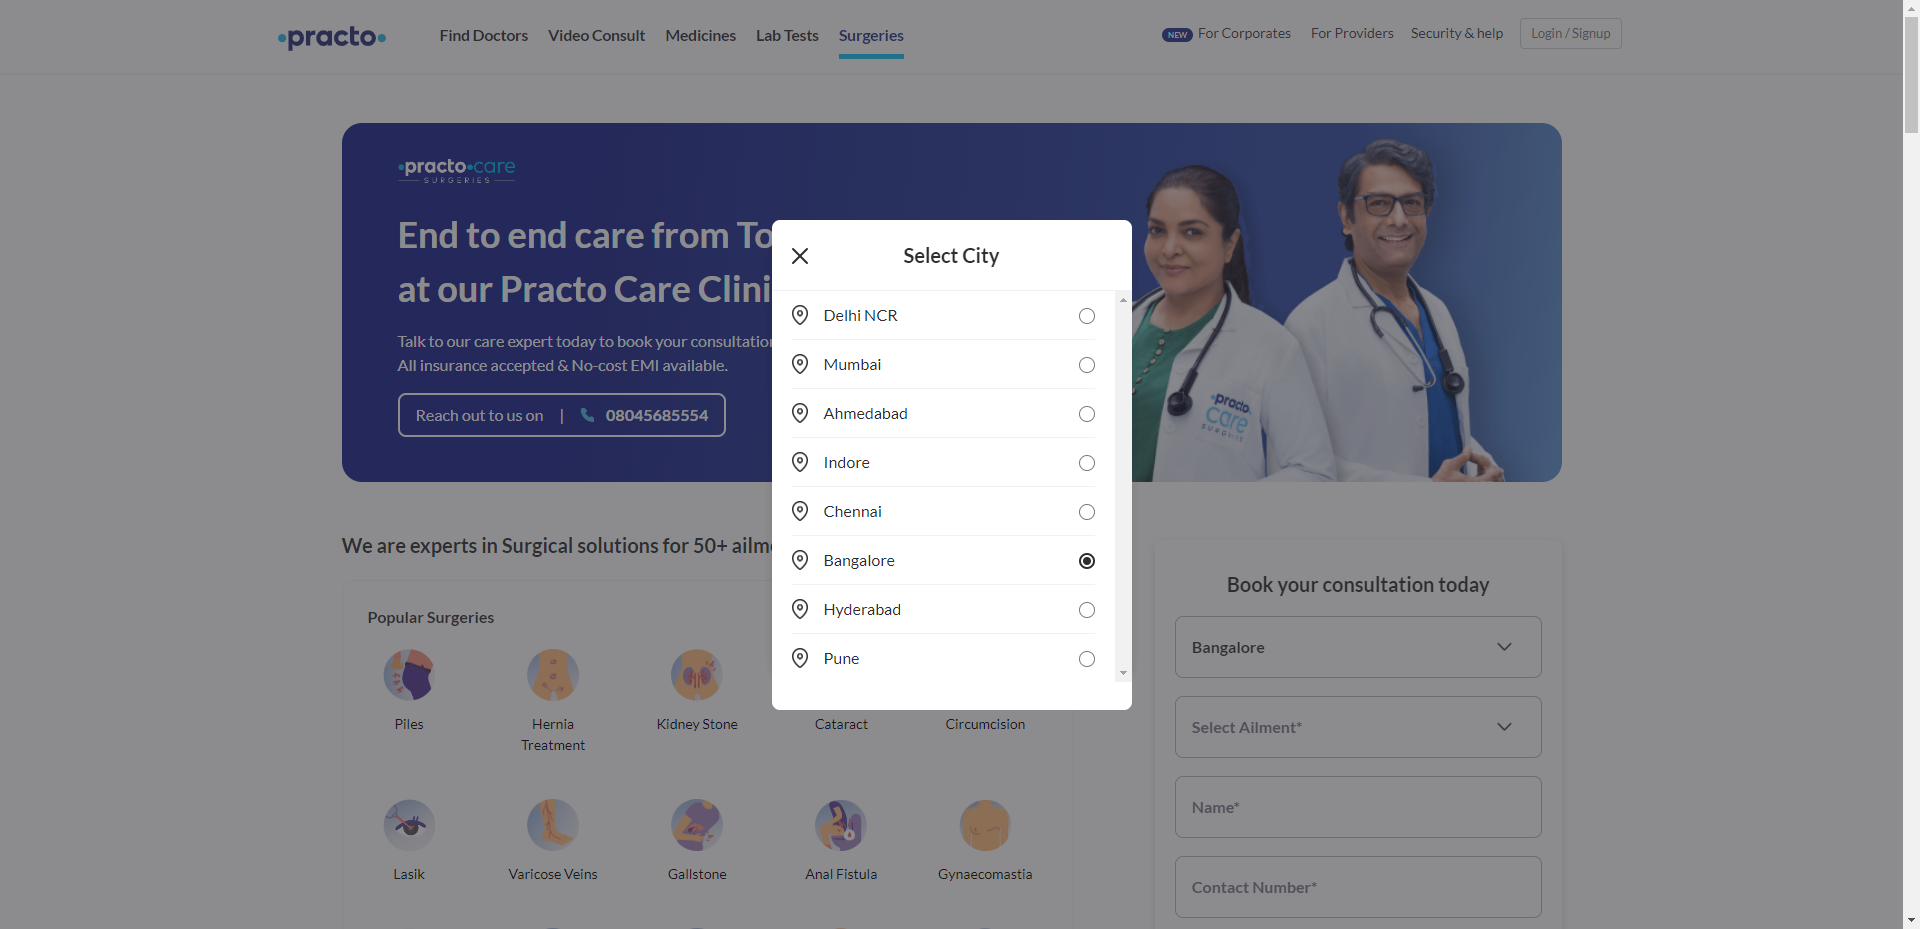 practo
Find Doctors
Video Consult
Medicines
Lab Tests
Surgeries
NEW For Corporates
For Providers
Security & help
Login / Signup
practo care
SURGERIES
End to end care from To
at our Practo Care Clini
Talk to our care expert today to book your consultation
All insurance accepted & No-cost EMI available.
Reach out to us on | 08045685554
practo
care
SURGERIES
Select City
Delhi NCR
Mumbai
Ahmedabad
Indore
Chennai
Bangalore
Hyderabad
Pune
We are experts in Surgical solutions for 50+ ailm
Popular Surgeries
Piles
Hernia
Treatment
Kidney Stone
Cataract
Circumcision
Lasik
Varicose Veins
Gallstone
Anal Fistula
Gynaecomastia
Book your consultation today
Bangalore
Select Ailment*
Name*
Contact Number*